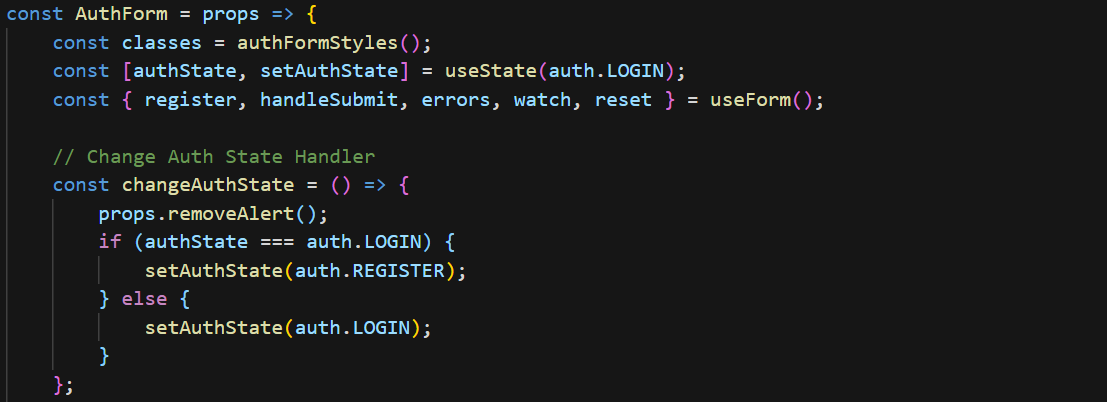 const AuthForm = props => {
    const classes = authFormStyles();
    const [authState, setAuthState] = useState(auth.LOGIN);
    const { register, handleSubmit, errors, watch, reset } = useForm();

    // Change Auth State Handler
    const changeAuthState = () => {
        props.removeAlert();
        if (authState === auth.LOGIN) {
            setAuthState(auth.REGISTER);
        } else {
            setAuthState(auth.LOGIN);
        }
    };